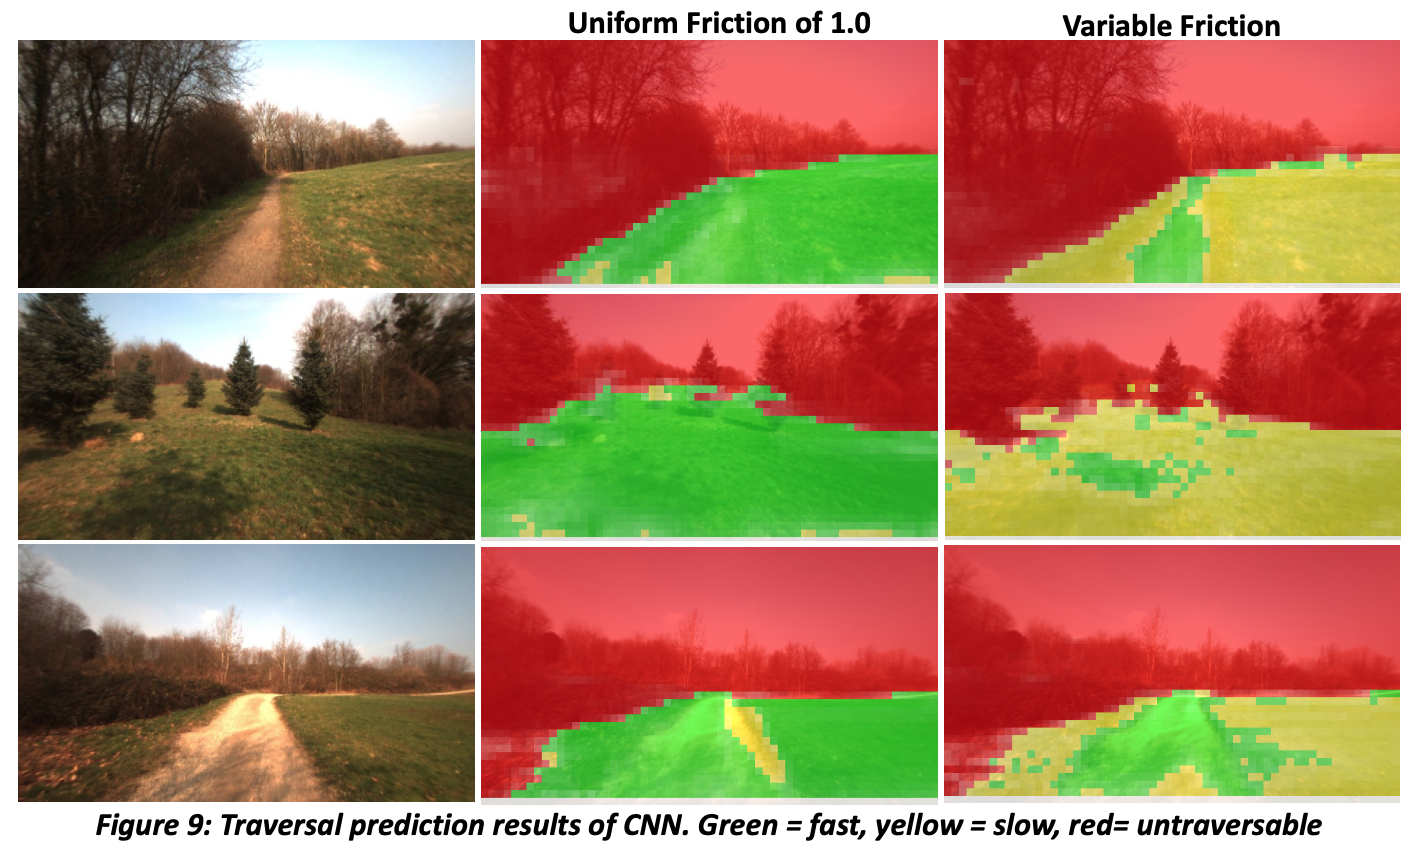 Uniform Friction of 1.0
Variable Friction
Figure 9: Traversal prediction results of CNN. Green = fast, yellow = slow, red= untraversable